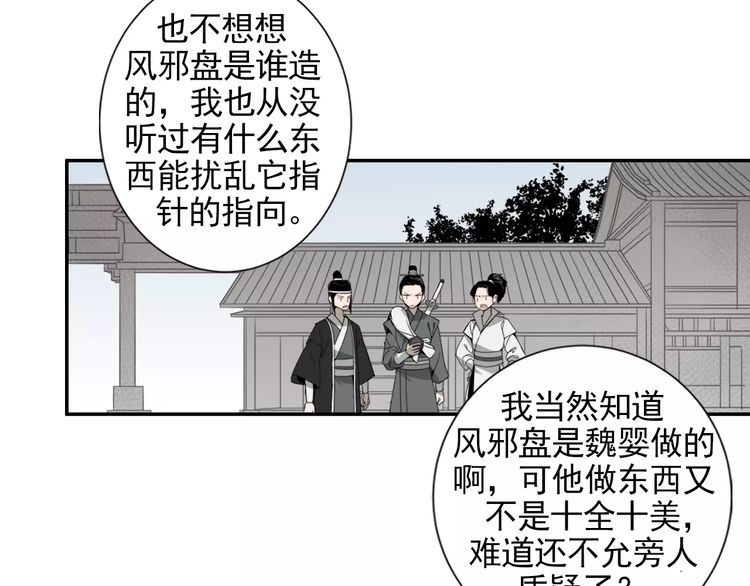 也不想想
风邪盘是谁造
的，我也从没
听过有什么东
西能扰乱它指
针的指向。
我当然知道
风邪盘是魏婴做的
啊，可他做东西又
不是十全十美，
难道还不允旁人
质疑了？